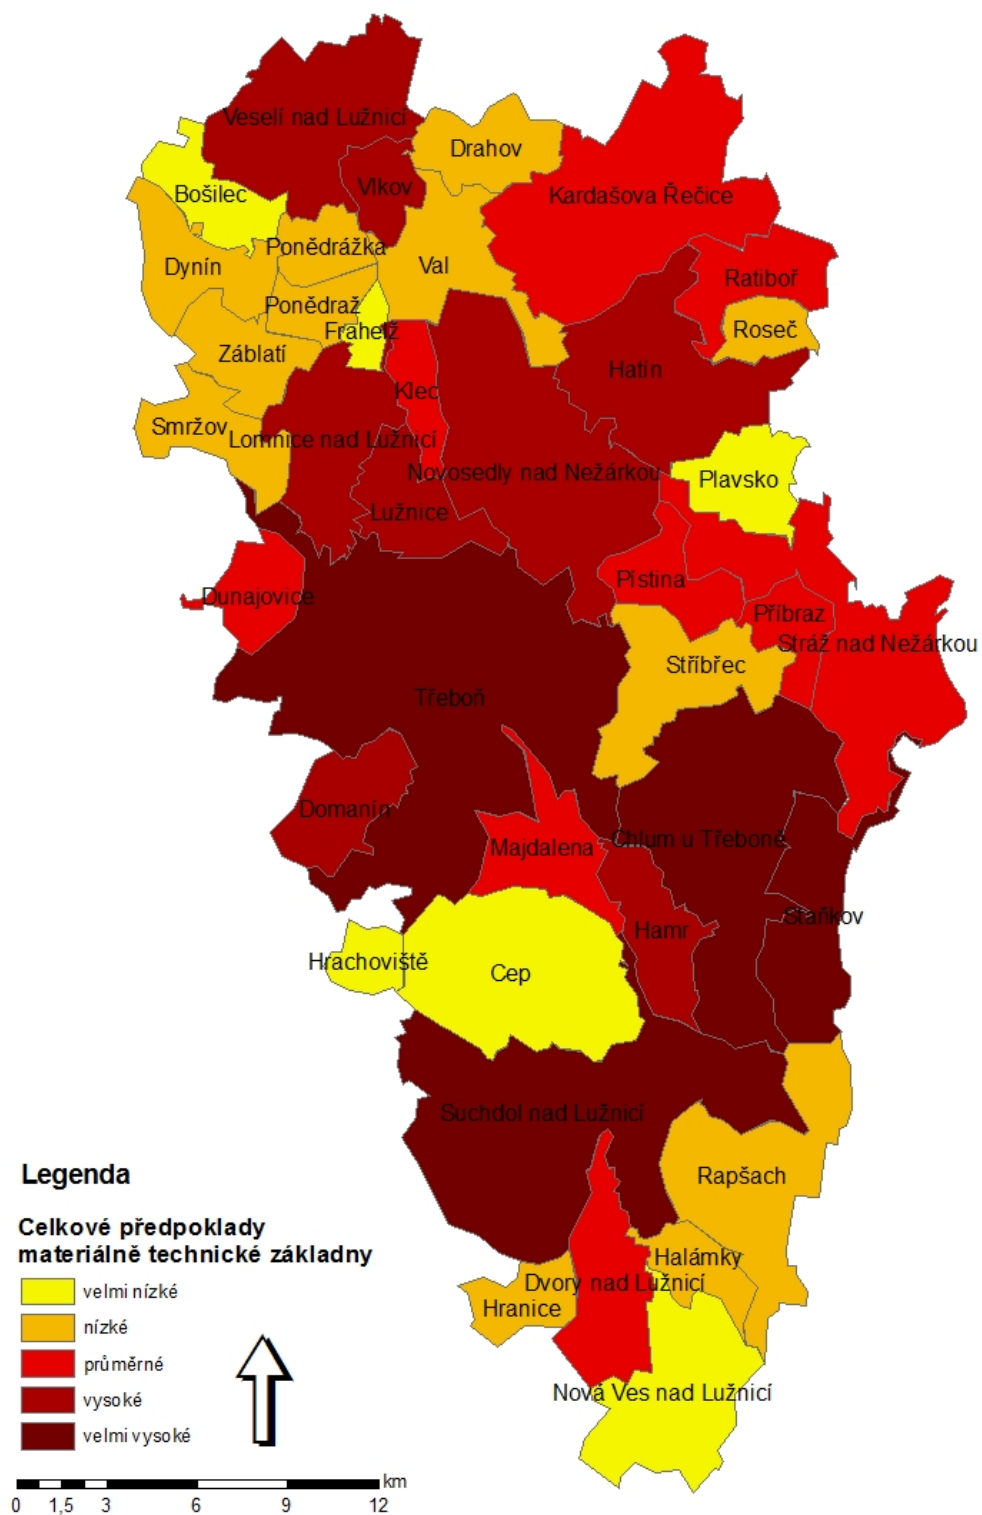 Veselí nad Lužnicí
Drahov
Vlkov
Bošilec
Kardašova Řečice
Ponědrážka
Dynín
Val
Ratiboř
Ponědraž
Frahelž
Roseč
Záblatí
Hatín
Klec
Smržov
Lomnice nad Lužnicí
Novosedly nad Nežárkou
Plavsko
Lužnice
Pístina
Dunajovice
Příbraz
Stráž nad Nežárkou
Stříbřec
Třeboň
Domanín
Chlum u Třeboně
Majdalena
Staňkov
Hamr
Hrachoviště
Cep
Suchdol nad Lužnicí
Rapšach
Halámky
Dvory nad Lužnicí
Hranice
Nová Ves nad Lužnicí
Legenda
Celkové předpoklady
materiálně technické základny
velmi nízké
nízké
průměrné
vysoké
velmi vysoké
km
0 1,5 3 6 9 12